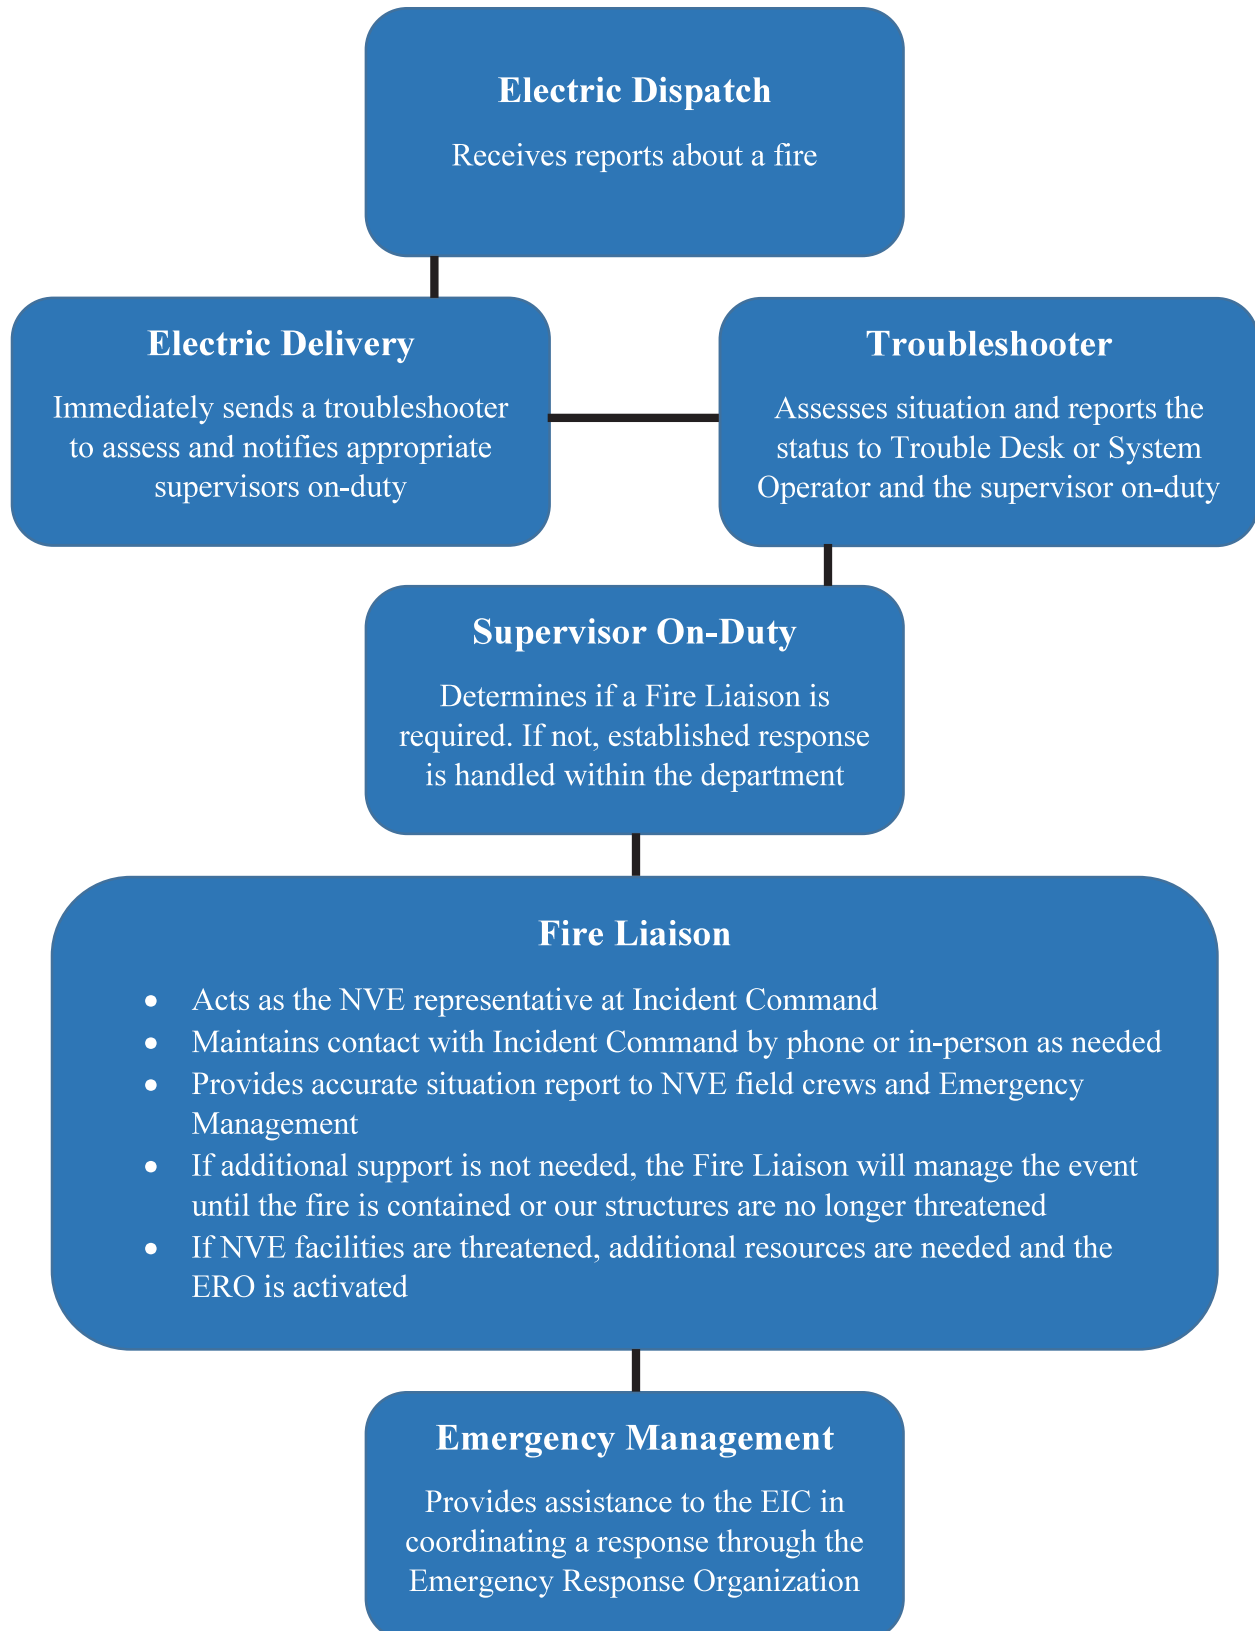 Electric Dispatch
Receives reports about a fire
Electric Delivery
Immediately sends a troubleshooter
to assess and notifies appropriate
supervisors on-duty
Troubleshooter
Assesses situation and reports the
status to Trouble Desk or System
Operator and the supervisor on-duty
Supervisor On-Duty
Determines if a Fire Liaison is
required. If not, established response
is handled within the department
Fire Liaison
• Acts as the NVE representative at Incident Command
• Maintains contact with Incident Command by phone or in-person as needed
• Provides accurate situation report to NVE field crews and Emergency
Management
• If additional support is not needed, the Fire Liaison will manage the event
until the fire is contained or our structures are no longer threatened
• If NVE facilities are threatened, additional resources are needed and the
ERO is activated
Emergency Management
Provides assistance to the EIC in
coordinating a response through the
Emergency Response Organization